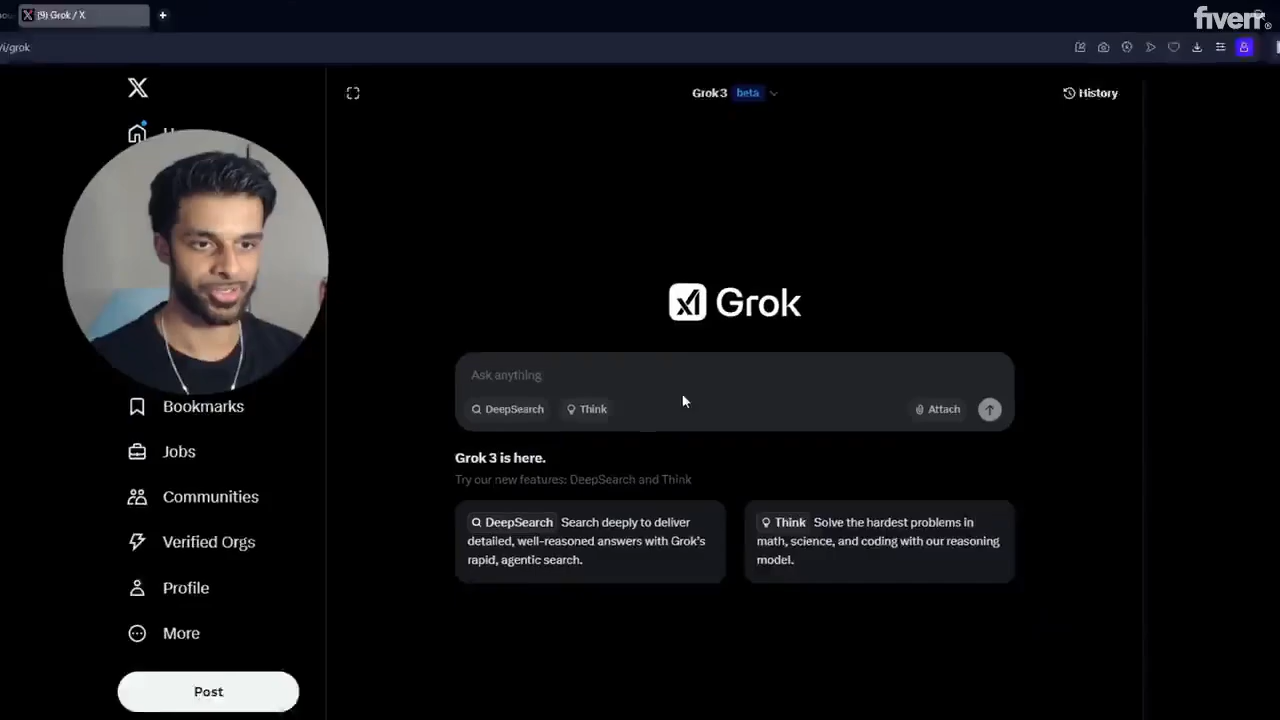 (9) Grok / X
fiverr.
/i/grok
Grok 3 beta
History
Grok
Ask anything
DeepSearch
Think
Attach
Grok 3 is here.
Try our new features: DeepSearch and Think
DeepSearch Search deeply to deliver
detailed, well-reasoned answers with Grok's
rapid, agentic search.
Think Solve the hardest problems in
math, science, and coding with our reasoning
model.
Bookmarks
Jobs
Communities
Verified Orgs
Profile
More
Post